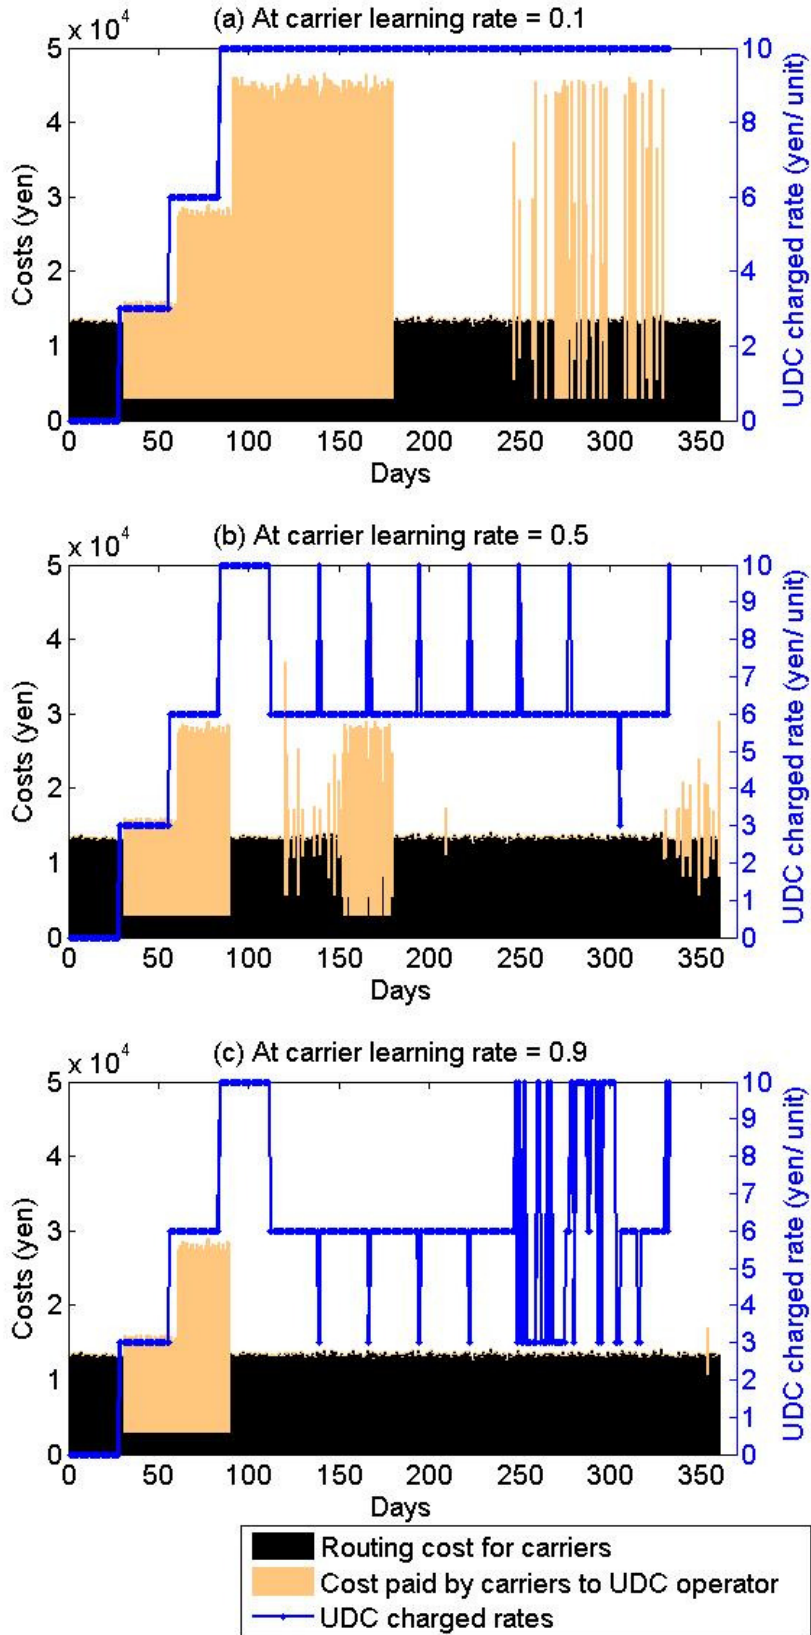 (a) At carrier learning rate = 0.1
x 10^4
5
4
3
2
1
0
Costs (yen)
10
8
6
4
2
0
UDC charged rate (yen/ unit)
0 50 100 150 200 250 300 350
Days
(b) At carrier learning rate = 0.5
x 10^4
5
4
3
2
1
0
Costs (yen)
10
9
8
7
6
5
4
3
2
1
0
UDC charged rate (yen/ unit)
0 50 100 150 200 250 300 350
Days
(c) At carrier learning rate = 0.9
x 10^4
5
4
3
2
1
0
Costs (yen)
10
9
8
7
6
5
4
3
2
1
0
UDC charged rate (yen/ unit)
0 50 100 150 200 250 300 350
Days
Routing cost for carriers
Cost paid by carriers to UDC operator
UDC charged rates